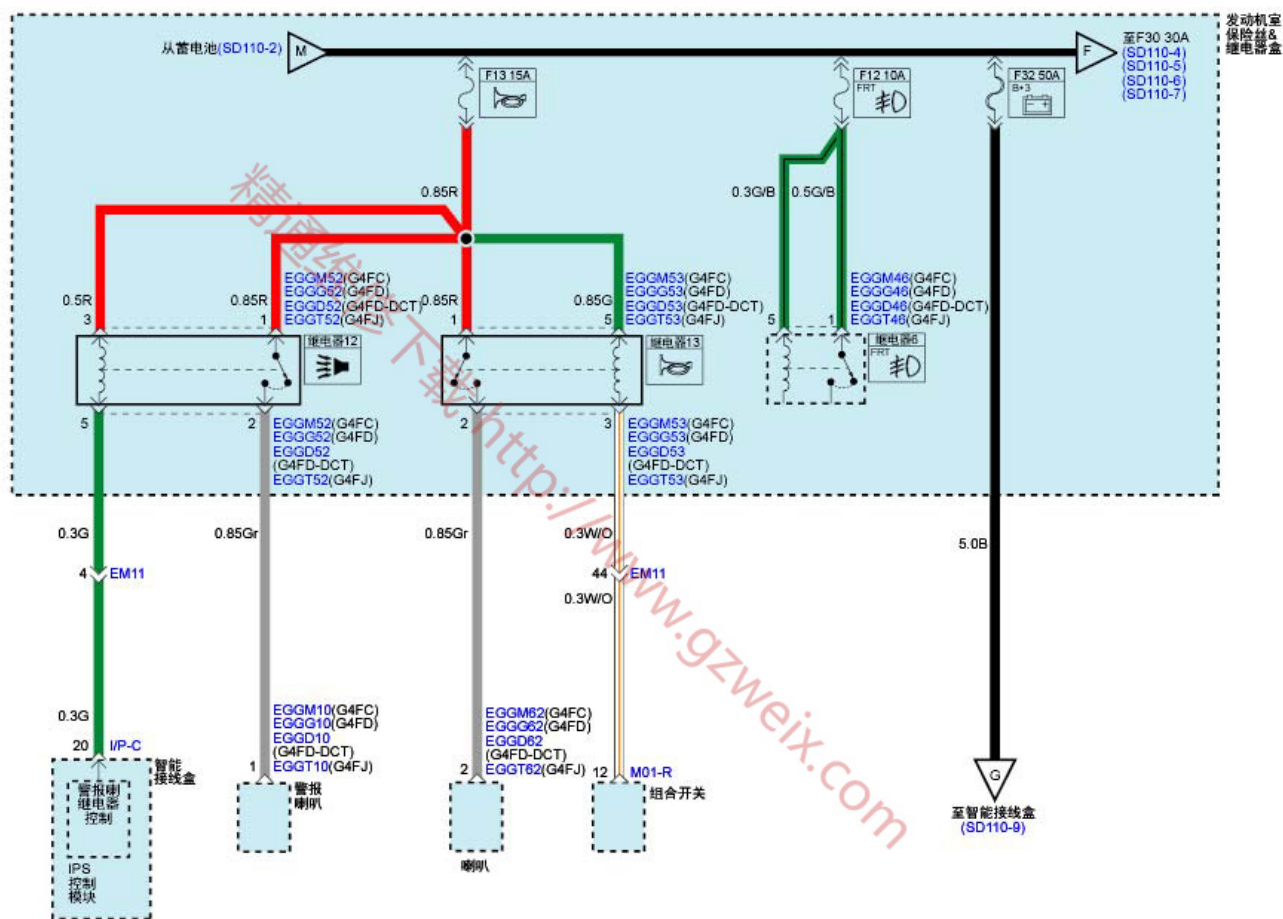 从蓄电池(SD110-2)
M
F
至F30 30A
(SD110-4)
(SD110-5)
(SD110-6)
(SD110-7)
发动机室
保险丝&
继电器盒
F13 15A
F12 10A
FRT
F32 50A
B+3
0.85R
0.3G/B
0.5G/B
EGGM52(G4FC)
EGGG52(G4FD)
EGGD52(G4FD-DCT)
EGGT52(G4FJ)
EGGM53(G4FC)
EGGG53(G4FD)
EGGD53(G4FD-DCT)
EGGT53(G4FJ)
EGGM46(G4FC)
EGGG46(G4FD)
EGGD46(G4FD-DCT)
EGGT46(G4FJ)
0.5R
0.85R
0.85R
0.85G
3
1
1
5
5
1
继电器12
继电器13
继电器6
FRT
5
2
2
3
EGGM52(G4FC)
EGGG52(G4FD)
EGGD52
(G4FD-DCT)
EGGT52(G4FJ)
EGGM53(G4FC)
EGGG53(G4FD)
EGGD53
(G4FD-DCT)
EGGT53(G4FJ)
0.3G
0.85Gr
0.85Gr
0.3W/O
5.0B
4
EM11
44
EM11
0.3W/O
0.3G
EGGM10(G4FC)
EGGG10(G4FD)
EGGD10
(G4FD-DCT)
EGGT10(G4FJ)
EGGM62(G4FC)
EGGG62(G4FD)
EGGD62
(G4FD-DCT)
EGGT62(G4FJ)
20
I/P-C
1
2
12
M01-R
智能
接线盒
警报喇
继电器
控制
IPS
控制
模块
警报
喇叭
喇叭
组合开关
G
至智能接线盒
(SD110-9)
精通维修下载 http://www.gzweix.com